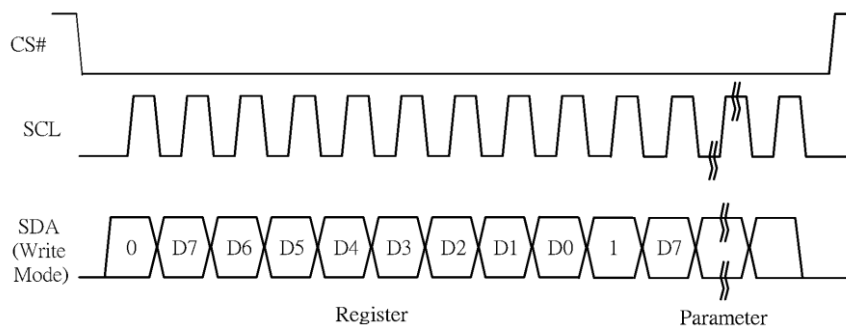 CS#
SCL
SDA
(Write
Mode)
0 D7 D6 D5 D4 D3 D2 D1 D0 1 D7
Register Parameter